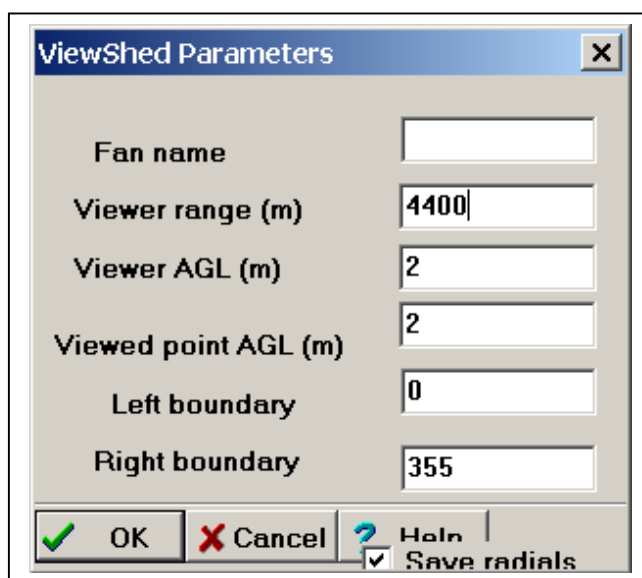 ViewShed Parameters
Fan name
Viewer range (m) 4400
Viewer AGL (m) 2
Viewed point AGL (m) 2
Left boundary 0
Right boundary 355
OK Cancel ? Help
Save radials